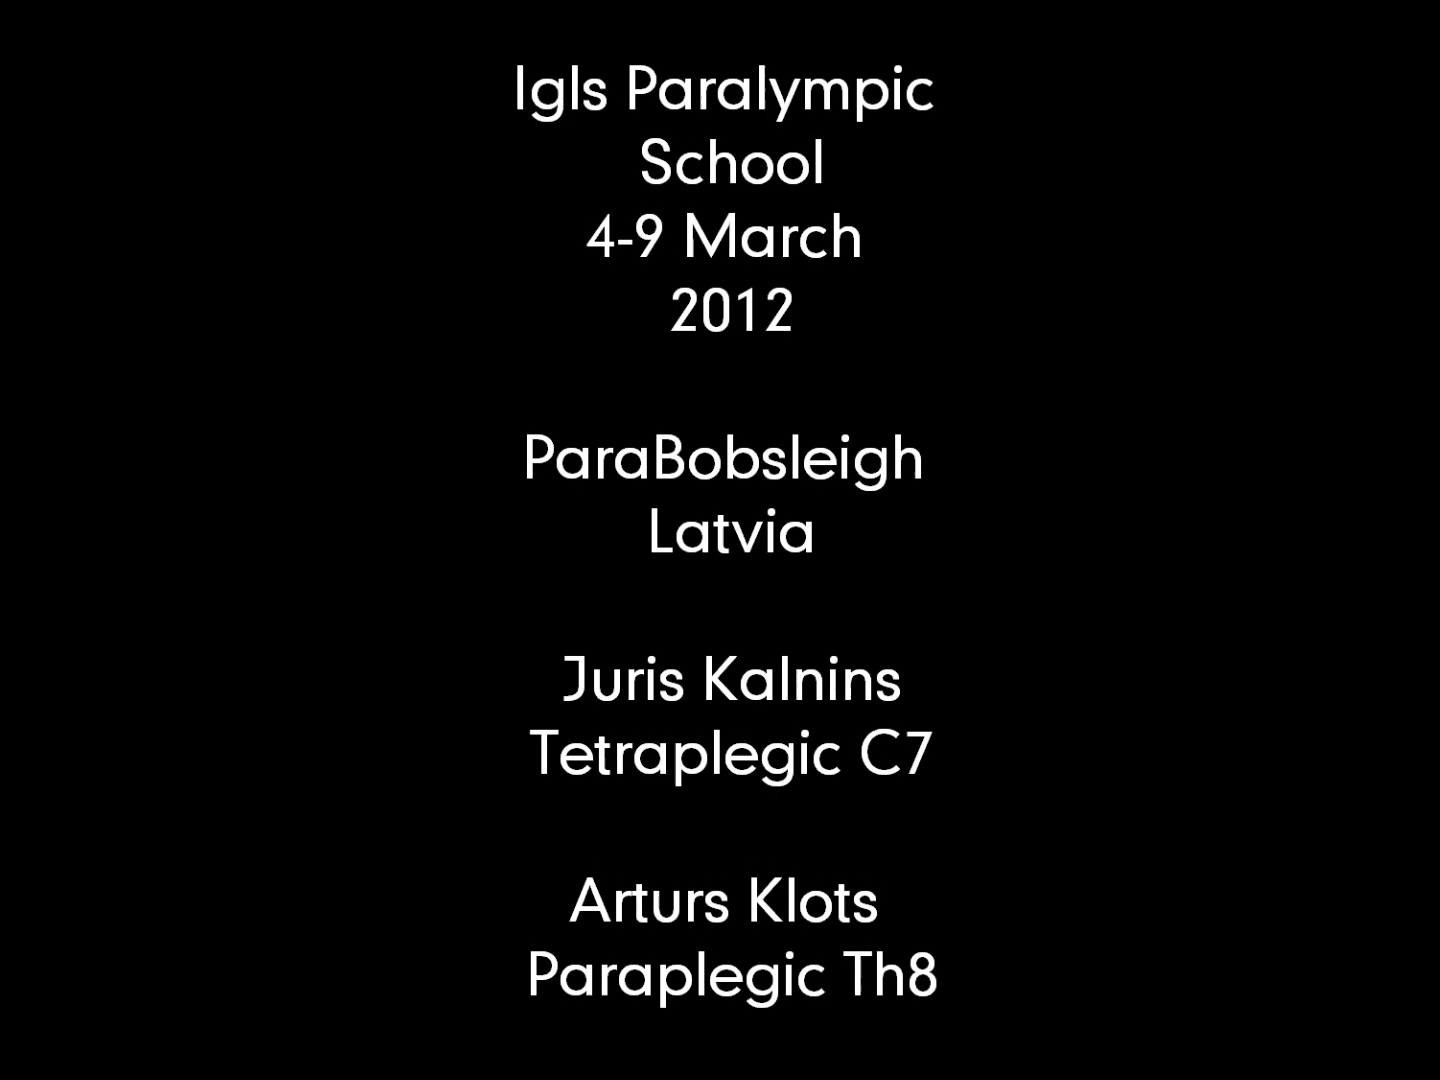 Igls Paralympic
School
4-9 March
2012
ParaBobsleigh
Latvia
Juris Kalnins
Tetraplegic C7
Arturs Klots
Paraplegic Th8